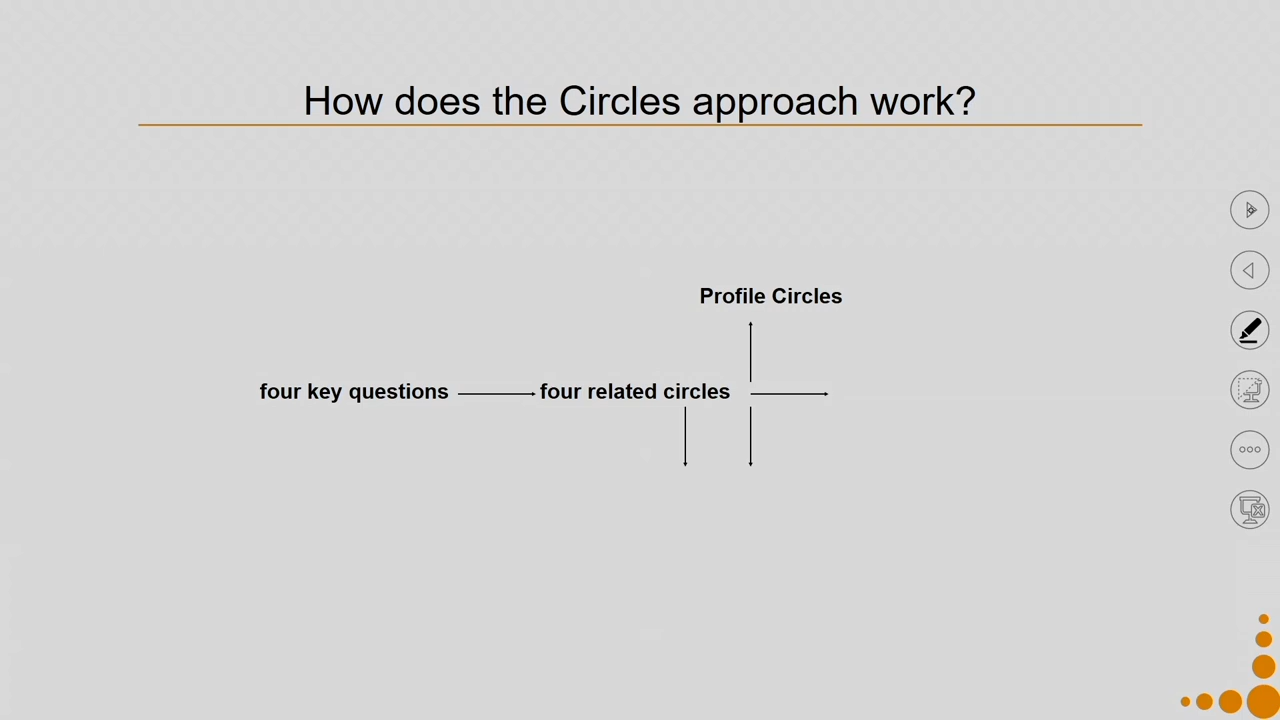 How does the Circles approach work?
Profile Circles
four key questions
four related circles